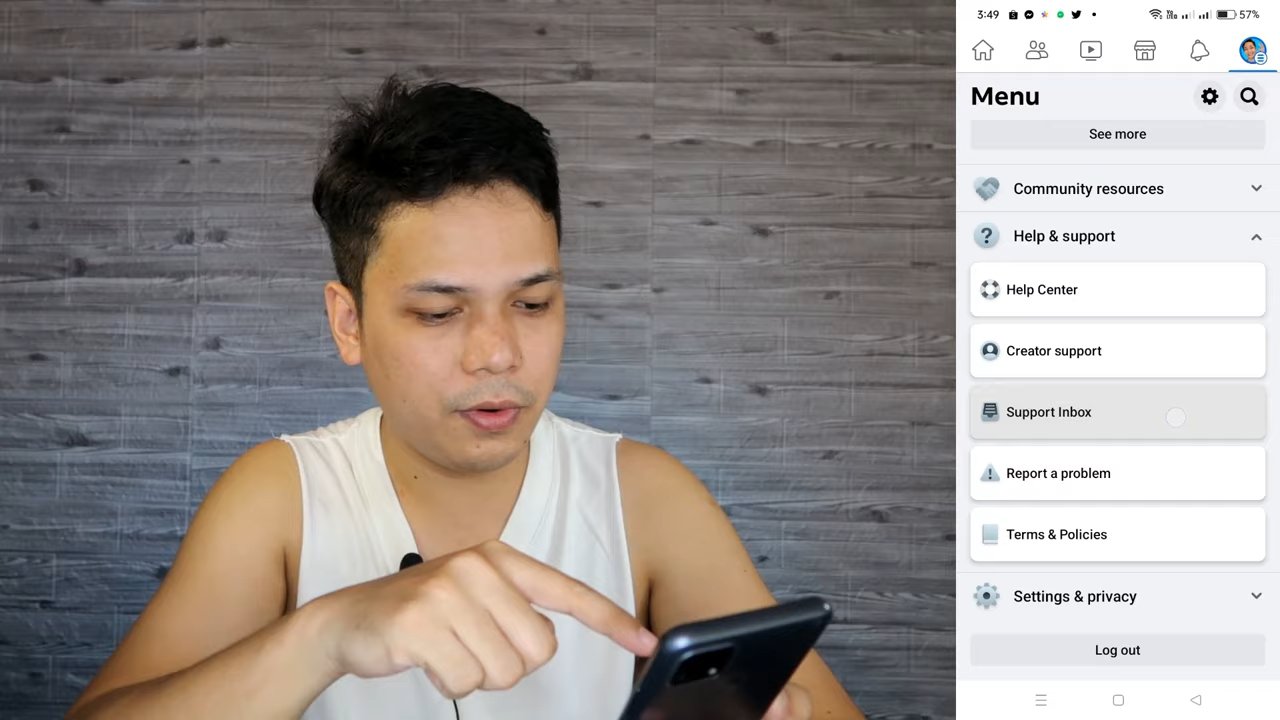 3:49
57%
Menu
See more
Community resources
Help & support
Help Center
Creator support
Support Inbox
Report a problem
Terms & Policies
Settings & privacy
Log out